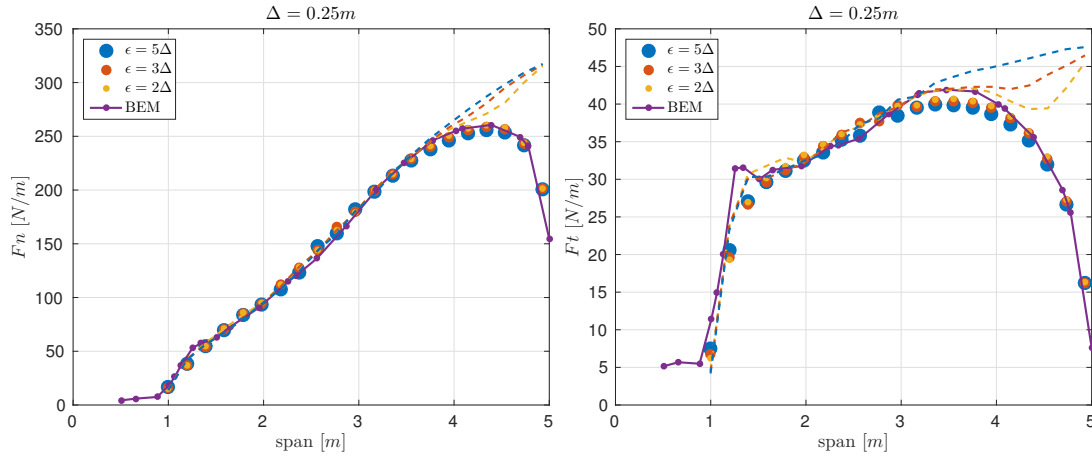 Δ = 0.25m
350
300
250
200
150
100
50
0
Fn [N/m]
ϵ = 5Δ
ϵ = 3Δ
ϵ = 2Δ
BEM
0 1 2 3 4 5
span [m]
Δ = 0.25m
50
45
40
35
30
25
20
15
10
5
0
Ft [N/m]
ϵ = 5Δ
ϵ = 3Δ
ϵ = 2Δ
BEM
0 1 2 3 4 5
span [m]